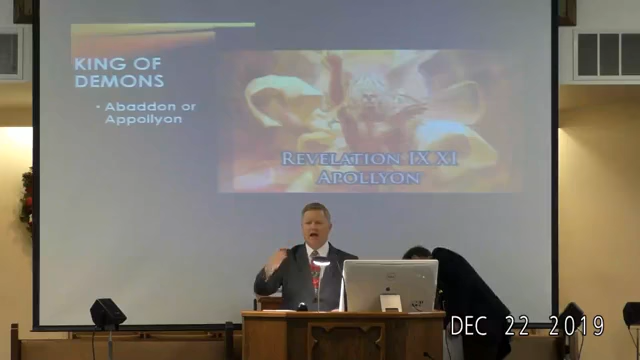 KING OF
DEMONS
• Abaddon or
Appollyon
REVELATION IX:XI
APOLLYON
DEC 22 2019